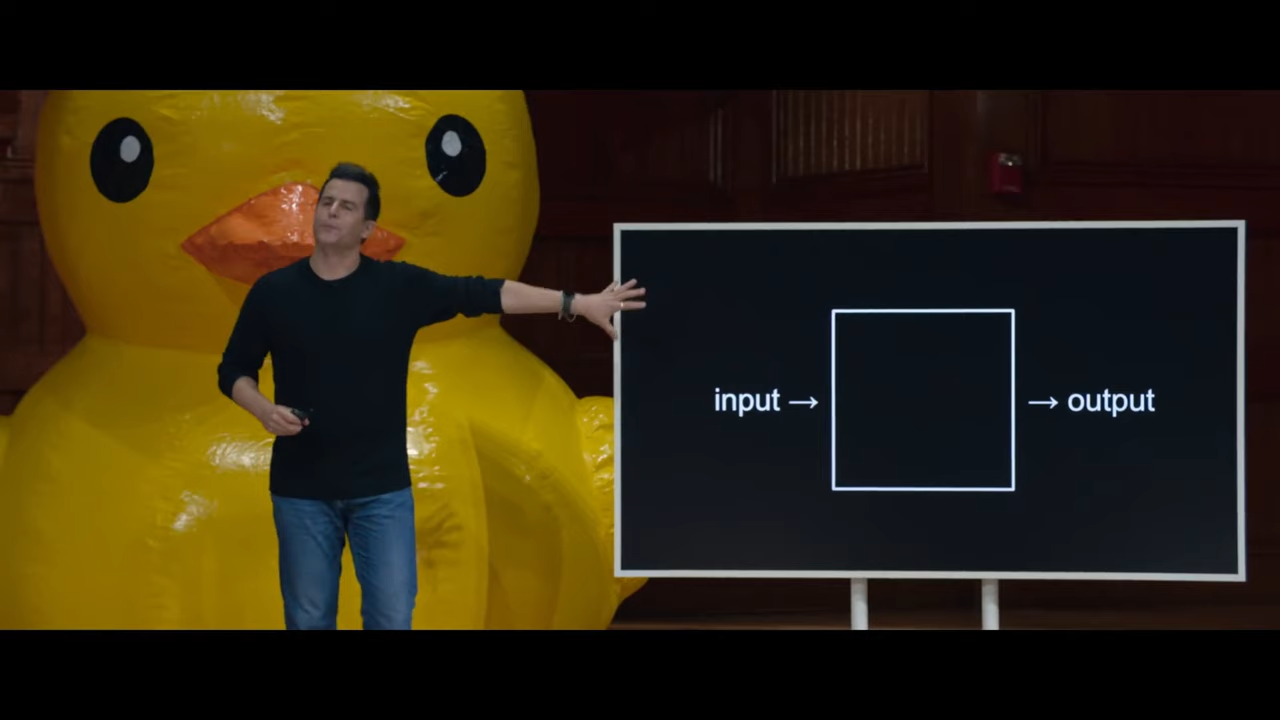 input → → output